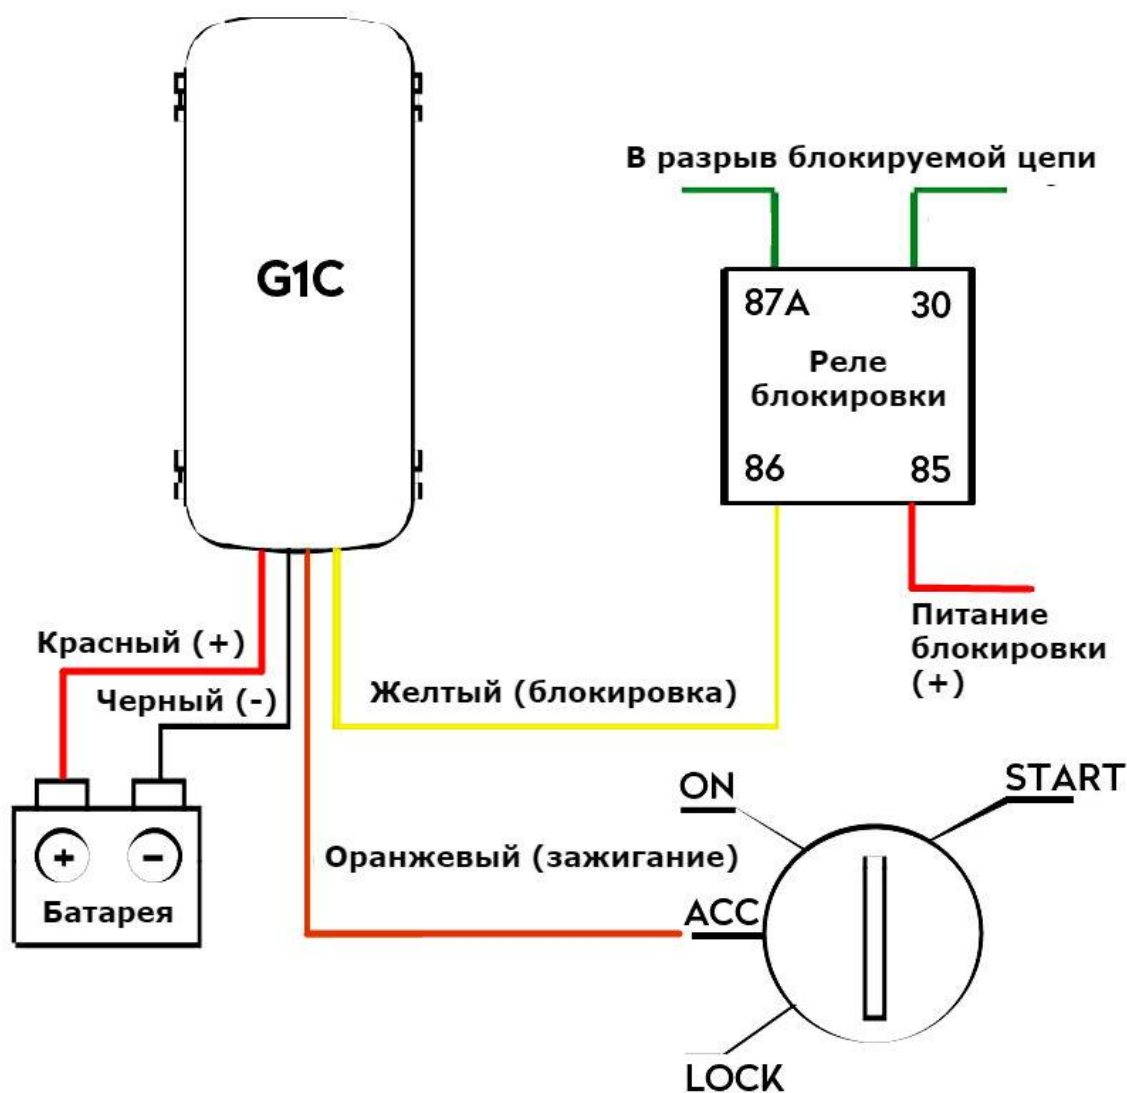 В разрыв блокируемой цепи
G1C
87A 30
Реле
блокировки
86 85
Питание
блокировки
(+)
Красный (+)
Черный (-)
Желтый (блокировка)
+ -
Батарея
Оранжевый (зажигание)
ON
START
ACC
LOCK